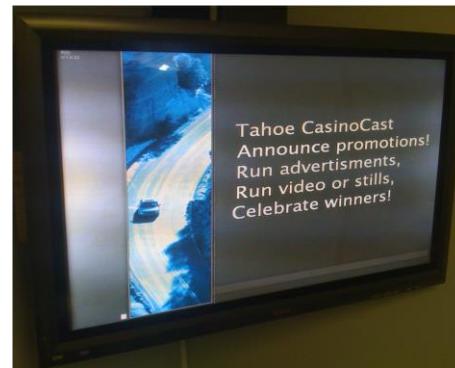 Tahoe CasinoCast
Announce promotions!
Run advertisments,
Run video or stills,
Celebrate winners!